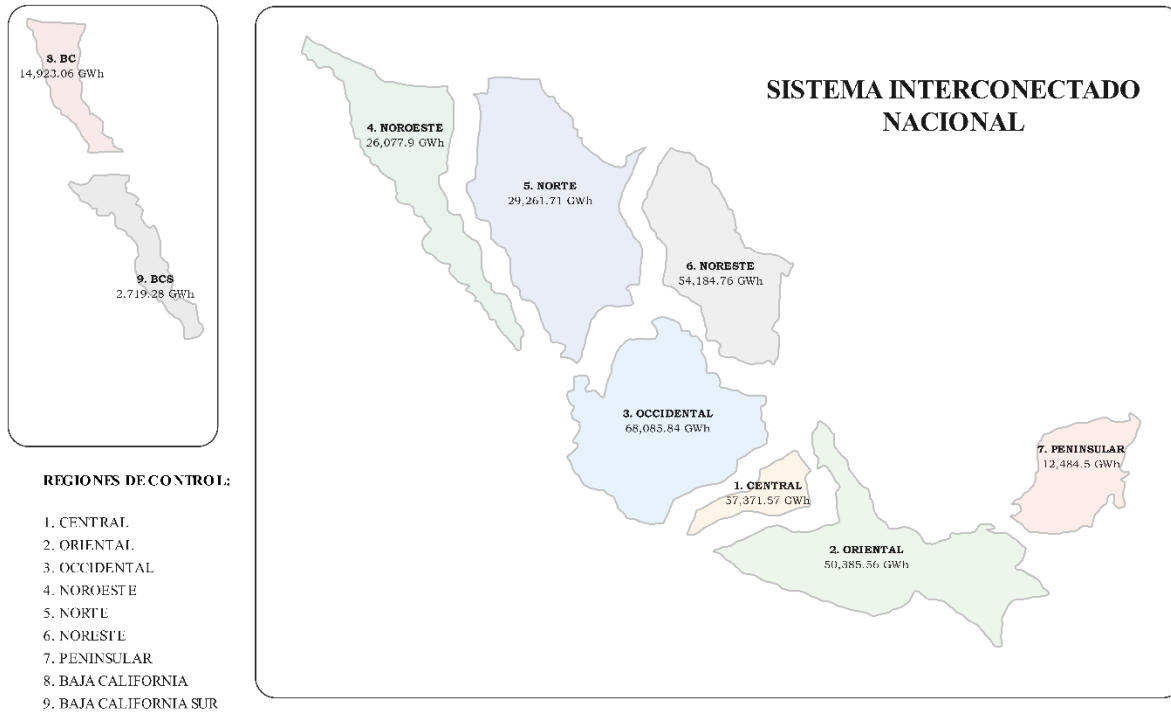 8. BC
14,923.06 GWh
9. BCS
2.719.28 GWh
SISTEMA INTERCONECTADO
NACIONAL
4. NOROESTE
26,077.9 GWh
5. NORTE
29,261.71 GWh
6. NORESTE
54,184.76 GWh
3. OCCIDENTAL
68,085.84 GWh
7. PENINSULAR
12,484.5 GWh
1. CENTRAL
57,371.57 GWh
2. ORIENTAL
50,385.56 GWh
REGIONES DE CONTROL:
1. CENTRAL
2. ORIENTAL
3. OCCIDENTAL
4. NOROESTE
5. NORTE
6. NORESTE
7. PENINSULAR
8. BAJA CALIFORNIA
9. BAJA CALIFORNIA SUR